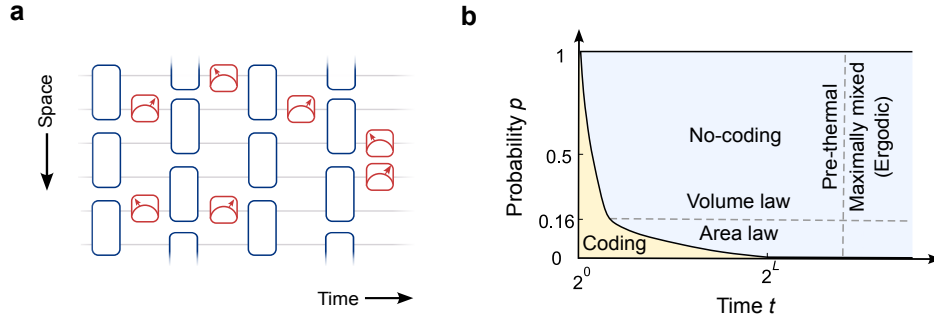 a
Space
Time
b
Probability p
1
0.5
0.16
0
No-coding
Volume law
Area law
Coding
Pre-thermal
Maximally mixed
(Ergodic)
2^0
2^L
Time t